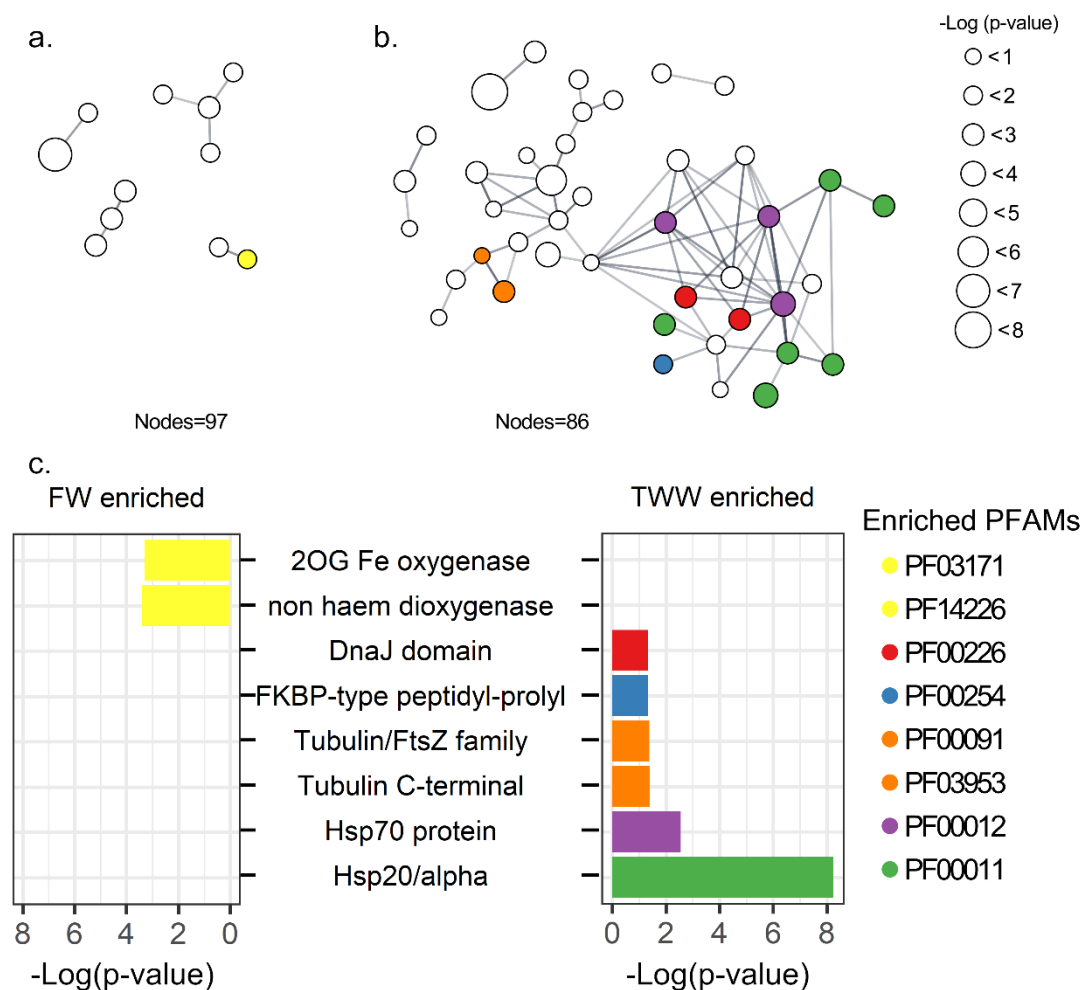 a.
b.
-Log (p-value)
<1
<2
<3
<4
<5
<6
<7
<8
Nodes=97
Nodes=86
c.
FW enriched
TWW enriched
Enriched PFAMs
2OG Fe oxygenase
non haem dioxygenase
DnaJ domain
FKBP-type peptidyl-prolyl
Tubulin/FtsZ family
Tubulin C-terminal
Hsp70 protein
Hsp20/alpha
PF03171
PF14226
PF00226
PF00254
PF00091
PF03953
PF00012
PF00011
8 6 4 2 0
0 2 4 6 8
-Log(p-value)
-Log(p-value)